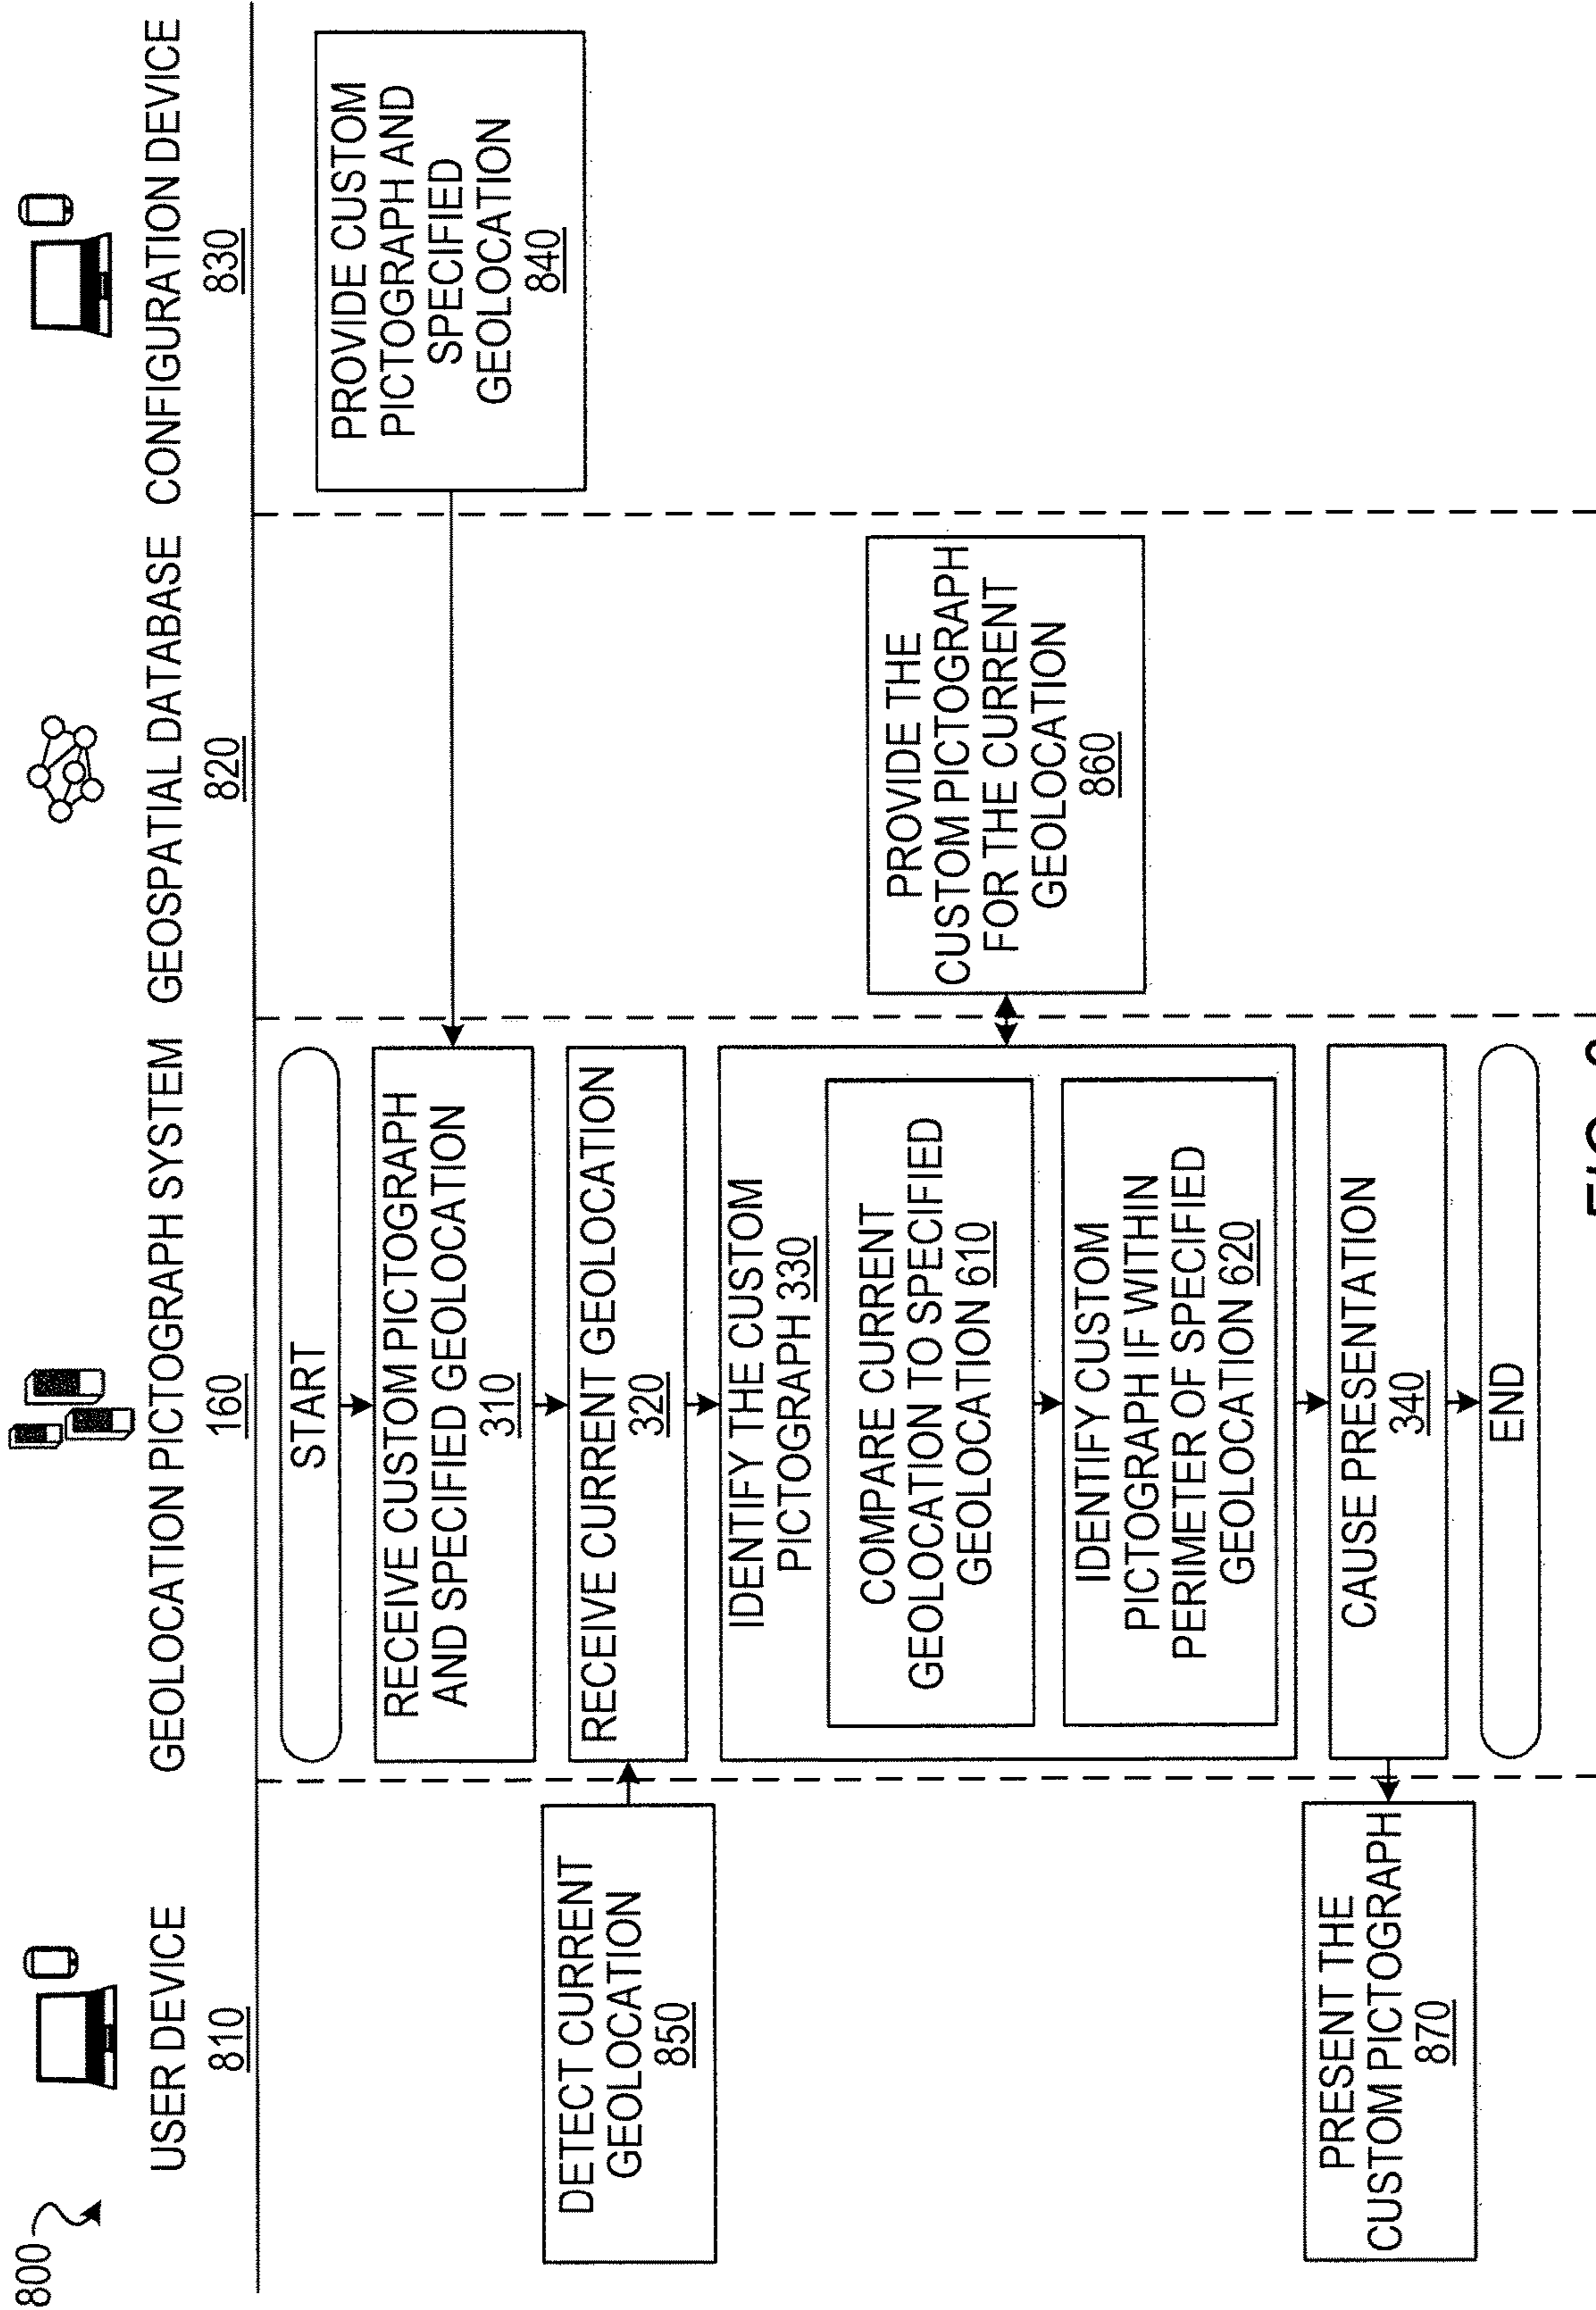 800
USER DEVICE
810
GEOLOCATION PICTOGRAPH SYSTEM
160
GEOSPATIAL DATABASE
820
CONFIGURATION DEVICE
830
START
RECEIVE CUSTOM PICTOGRAPH
AND SPECIFIED GEOLOCATION
310
PROVIDE CUSTOM
PICTOGRAPH AND
SPECIFIED
GEOLOCATION
840
DETECT CURRENT
GEOLOCATION
850
RECEIVE CURRENT GEOLOCATION
320
IDENTIFY THE CUSTOM
PICTOGRAPH 330
COMPARE CURRENT
GEOLOCATION TO SPECIFIED
GEOLOCATION 610
IDENTIFY CUSTOM
PICTOGRAPH IF WITHIN
PERIMETER OF SPECIFIED
GEOLOCATION 620
PROVIDE THE
CUSTOM PICTOGRAPH
FOR THE CURRENT
GEOLOCATION
860
CAUSE PRESENTATION
340
PRESENT THE
CUSTOM PICTOGRAPH
870
END